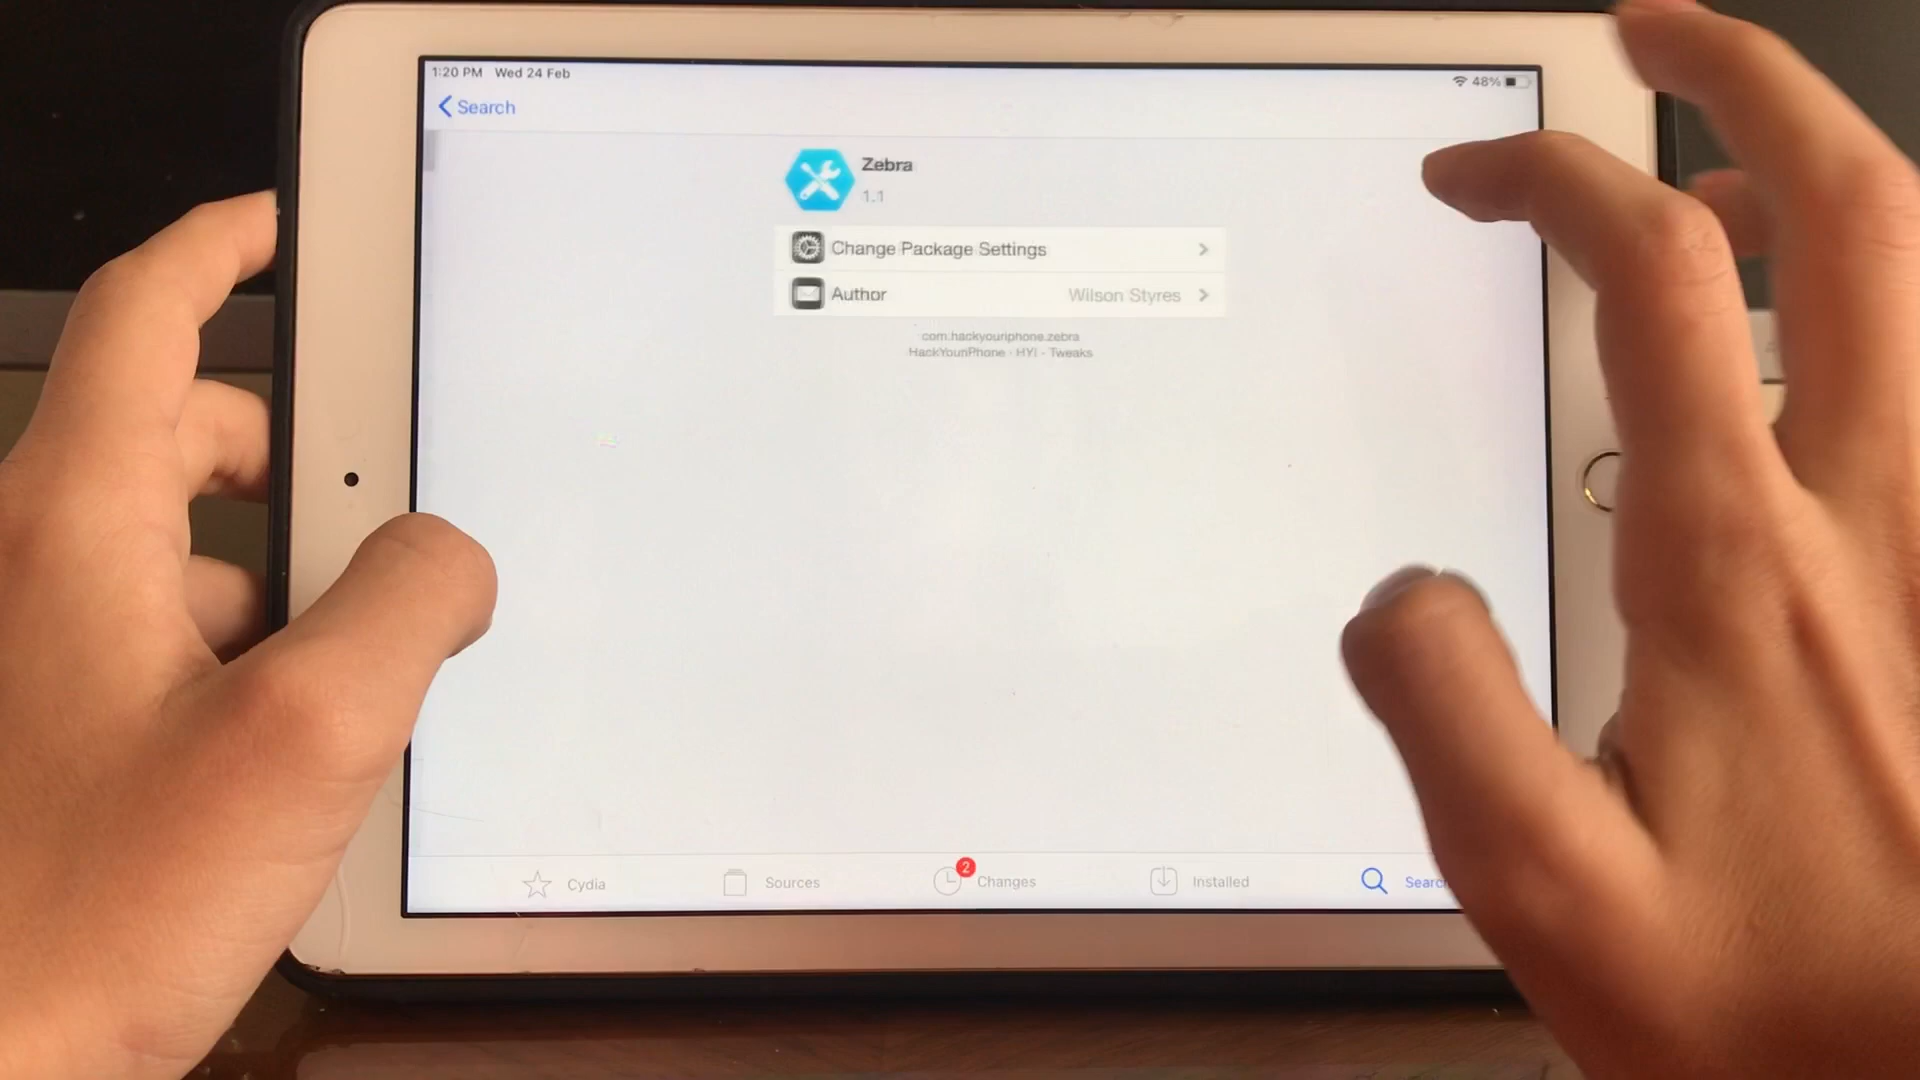 1:20 PM Wed 24 Feb
48%
Search
Zebra
1.1
Change Package Settings
Author Wilson Styres
com.hackyouriphone.zebra
HackYouriPhone · HYI - Tweaks
Cydia
Sources
2
Changes
Installed
Search